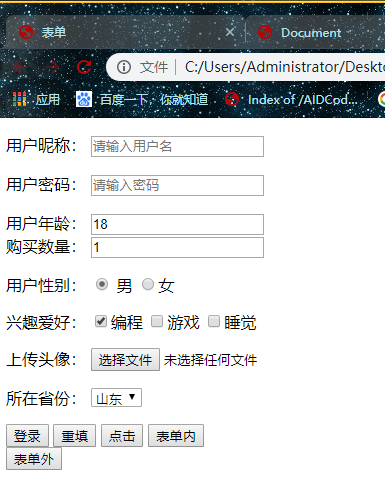 表单 Document
文件 C:/Users/Administrator/Deskto
应用 百度一下，你就知道 Index of /AIDCod...
用户昵称： 请输入用户名
用户密码： 请输入密码
用户年龄： 18
购买数量： 1
用户性别： 男 女
兴趣爱好： 编程 游戏 睡觉
上传头像： 选择文件 未选择任何文件
所在省份： 山东
登录 重填 点击 表单内
表单外